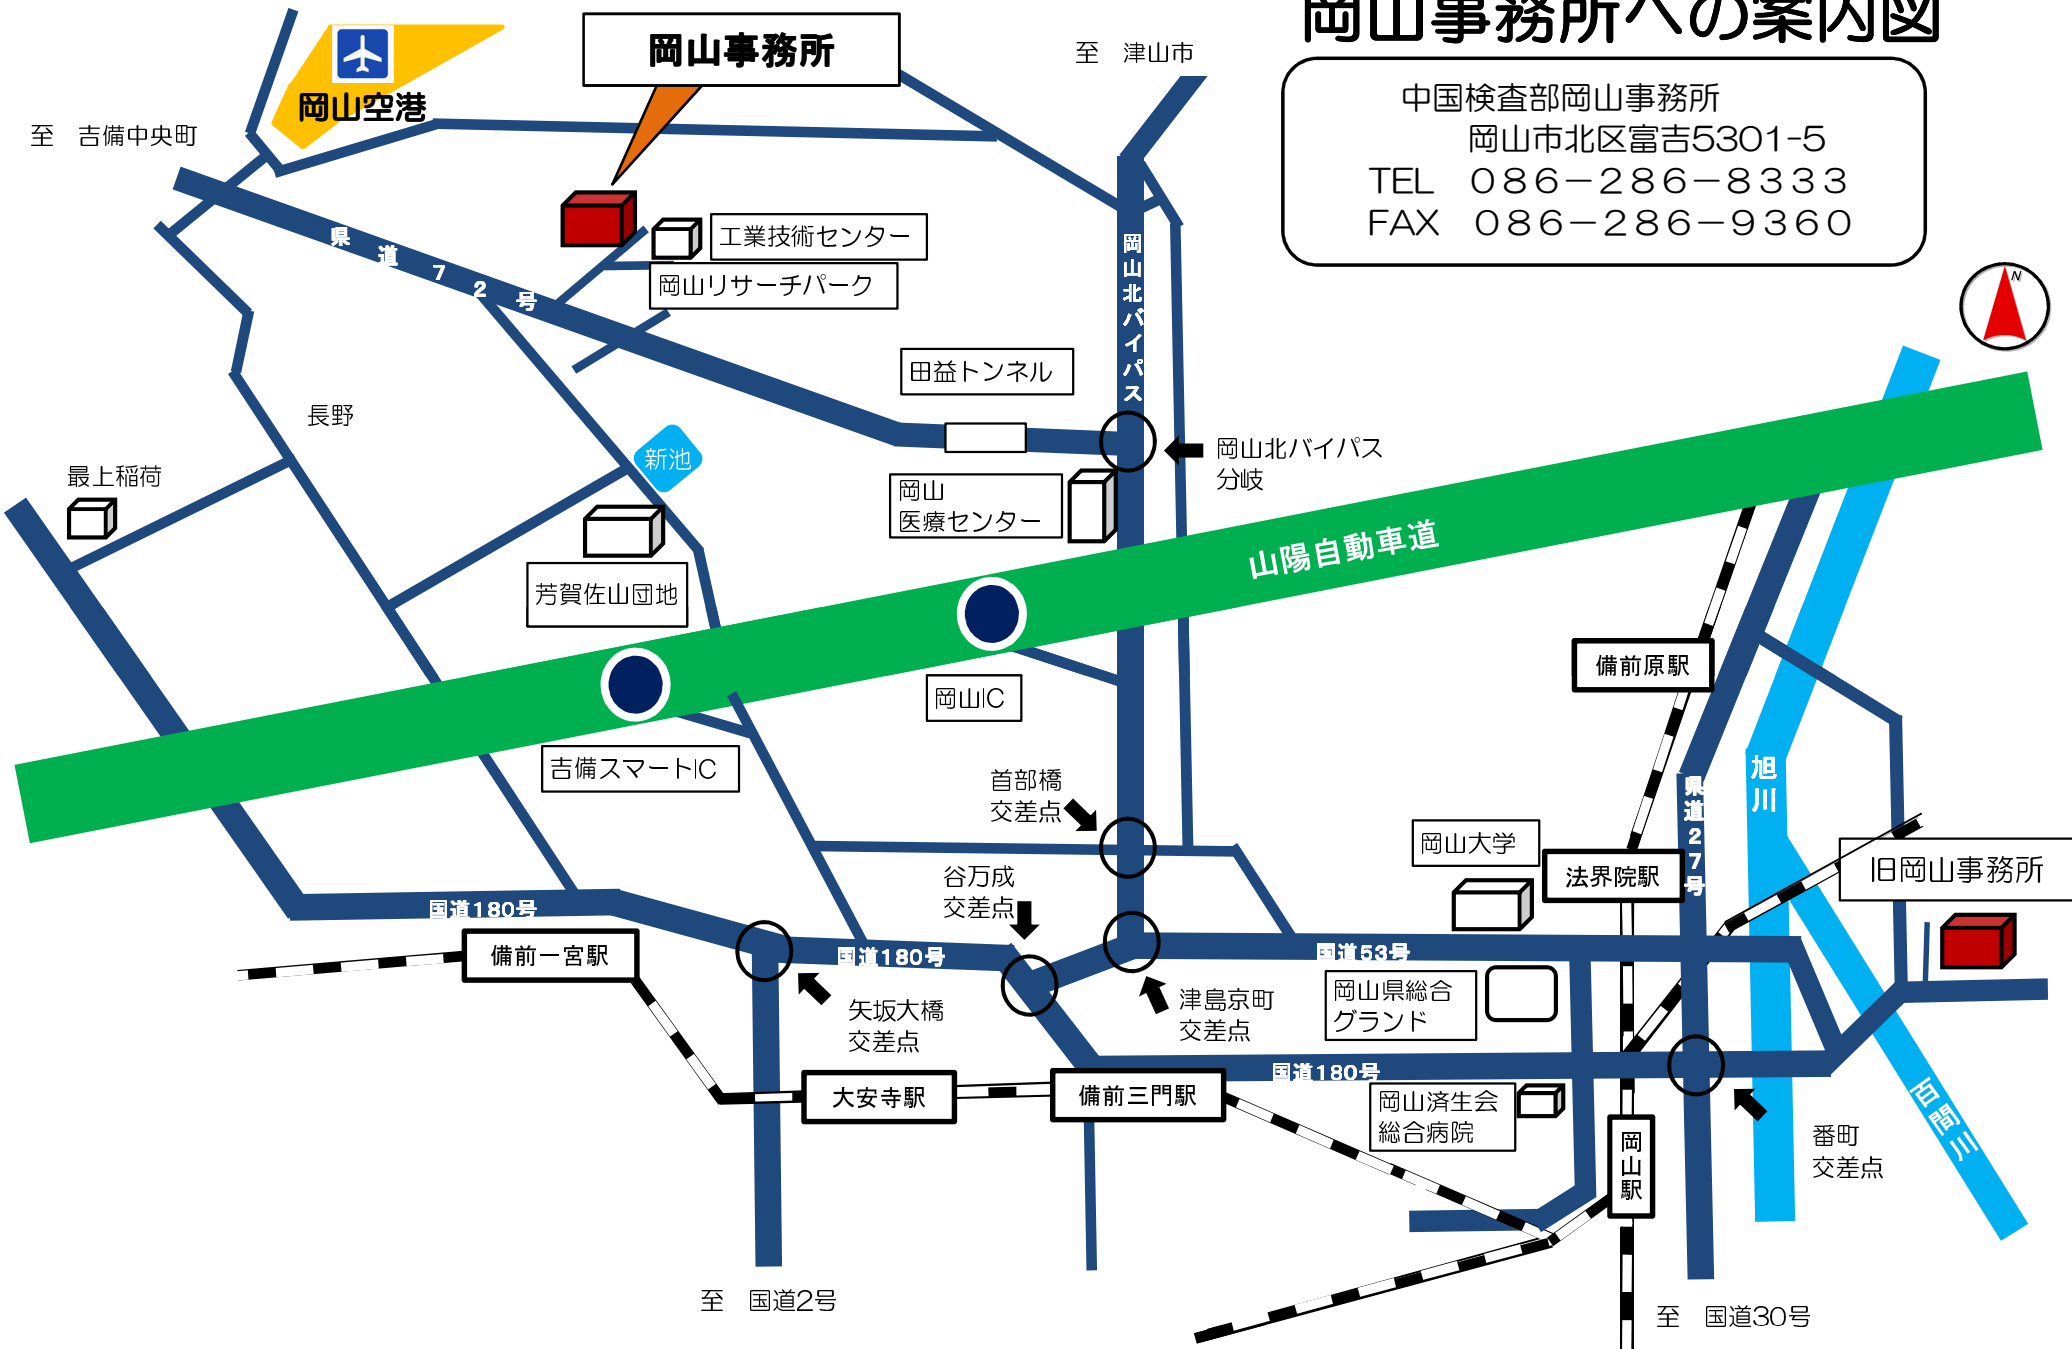 岡山事務所への案内図
岡山事務所
至　津山市
中国検査部岡山事務所
岡山市北区富吉5301-5
TEL　０８６－２８６－８３３３
FAX　０８６－２８６－９３６０
岡山空港
至　吉備中央町
N
県道７２号
工業技術センター
岡山リサーチパーク
岡山北バイパス
田益トンネル
長野
最上稲荷
新池
岡山北バイパス
分岐
岡山
医療センター
山陽自動車道
芳賀佐山団地
岡山IC
備前原駅
吉備スマートIC
首部橋
交差点
旭川
県道27号
岡山大学
法界院駅
旧岡山事務所
谷万成
交差点
国道180号
備前一宮駅
国道180号
国道53号
矢坂大橋
交差点
津島京町
交差点
岡山県総合
グランド
国道180号
大安寺駅
備前三門駅
岡山済生会
総合病院
岡山駅
番町
交差点
百間川
至　国道2号
至　国道30号